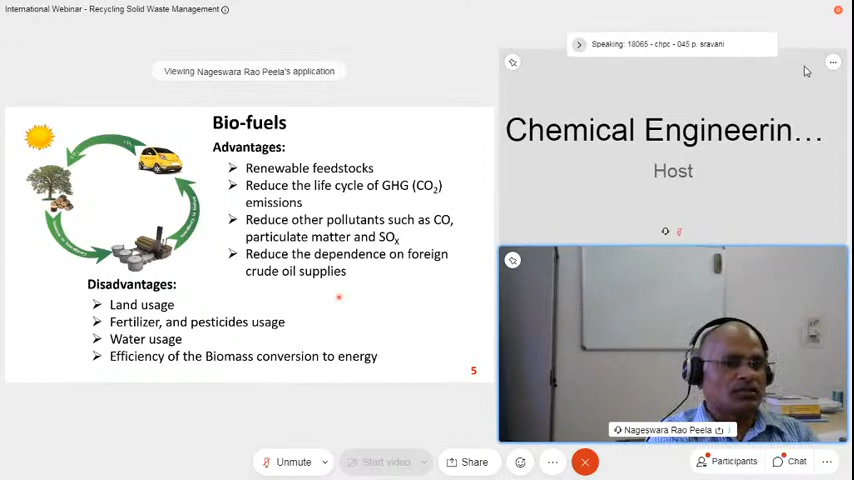 International Webinar - Recycling Solid Waste Management
Speaking: 18065 - chpc - 045 p. sravani
Viewing Nageswara Rao Peela's application
Bio-fuels
Advantages:
Renewable feedstocks
Reduce the life cycle of GHG (CO2)
emissions
Reduce other pollutants such as CO,
particulate matter and SOX
Reduce the dependence on foreign
crude oil supplies
Disadvantages:
Land usage
Fertilizer, and pesticides usage
Water usage
Efficiency of the Biomass conversion to energy
5
Chemical Engineerin...
Host
Nageswara Rao Peela
Unmute
Start video
Share
Participants
Chat